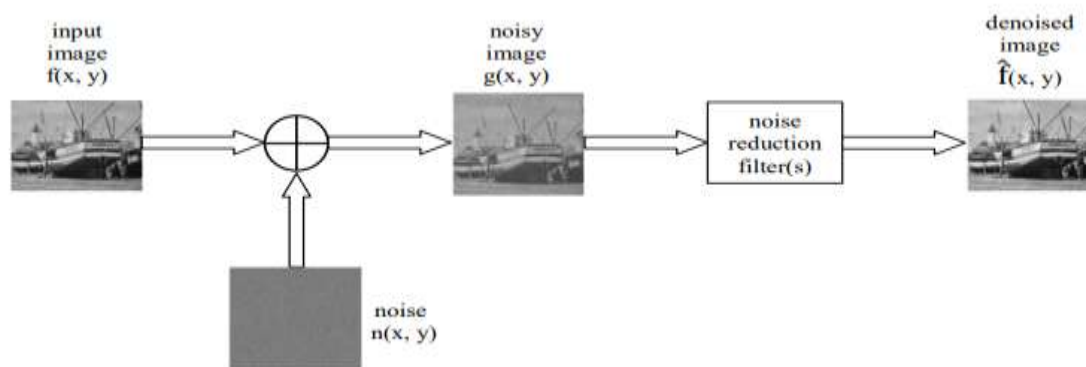 input
image
f(x, y)
noisy
image
g(x, y)
denoised
image
f̂(x, y)
noise
reduction
filter(s)
noise
n(x, y)